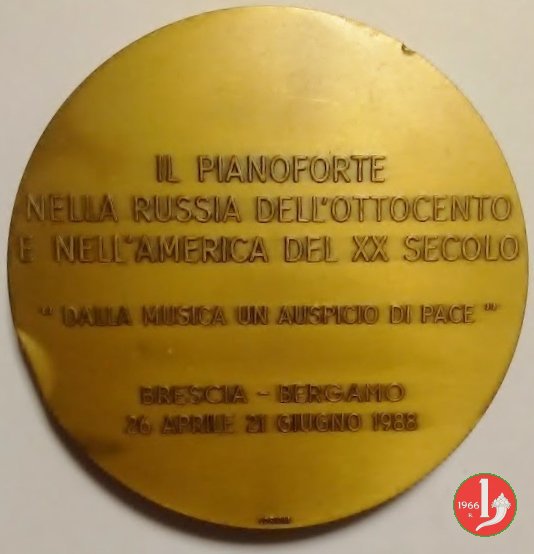 IL PIANOFORTE
NELLA RUSSIA DELL'OTTOCENTO
E NELL'AMERICA DEL XX SECOLO
" DALLA MUSICA UN AUSPICIO DI PACE "
BRESCIA - BERGAMO
26 APRILE 21 GIUGNO 1988
1966
R